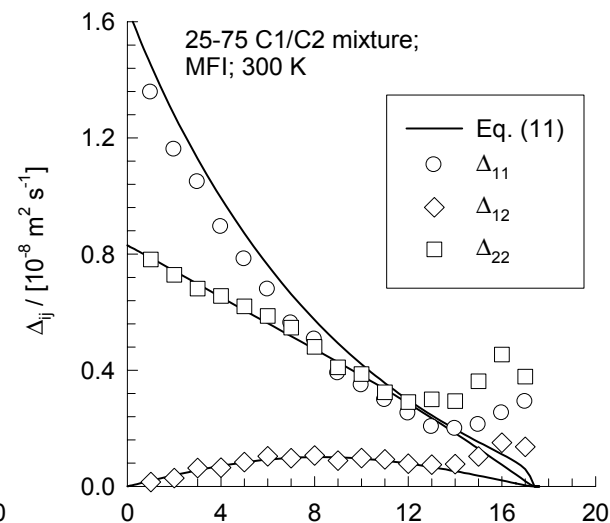 25-75 C1/C2 mixture;
MFI; 300 K
Eq. (11)
Δ₁₁
Δ₁₂
Δ₂₂
Δᵢⱼ / [10⁻⁸ m² s⁻¹]
1.6
1.2
0.8
0.4
0.0
0
0 4 8 12 16 20